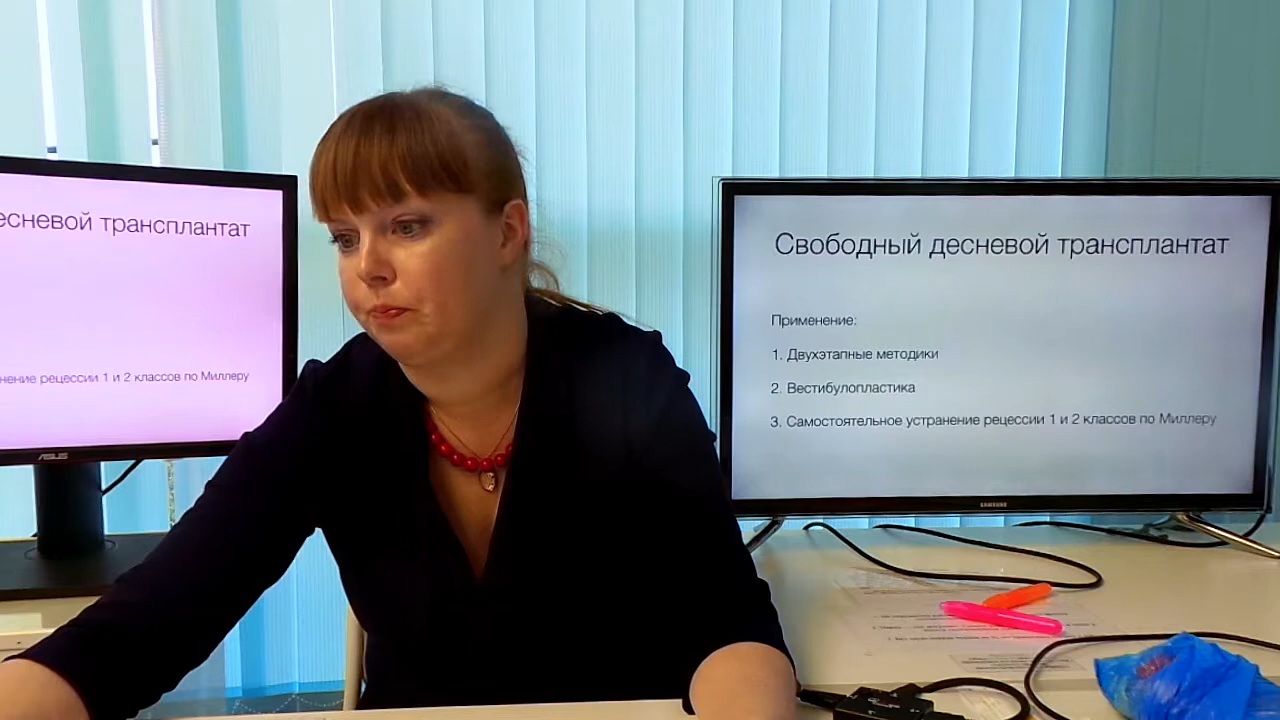 есневой трансплантат
нение рецессии 1 и 2 классов по Миллеру
ASUS
Свободный десневой трансплантат
Применение:
1. Двухэтапные методики
2. Вестибулопластика
3. Самостоятельное устранение рецессии 1 и 2 классов по Миллеру
SAMSUNG